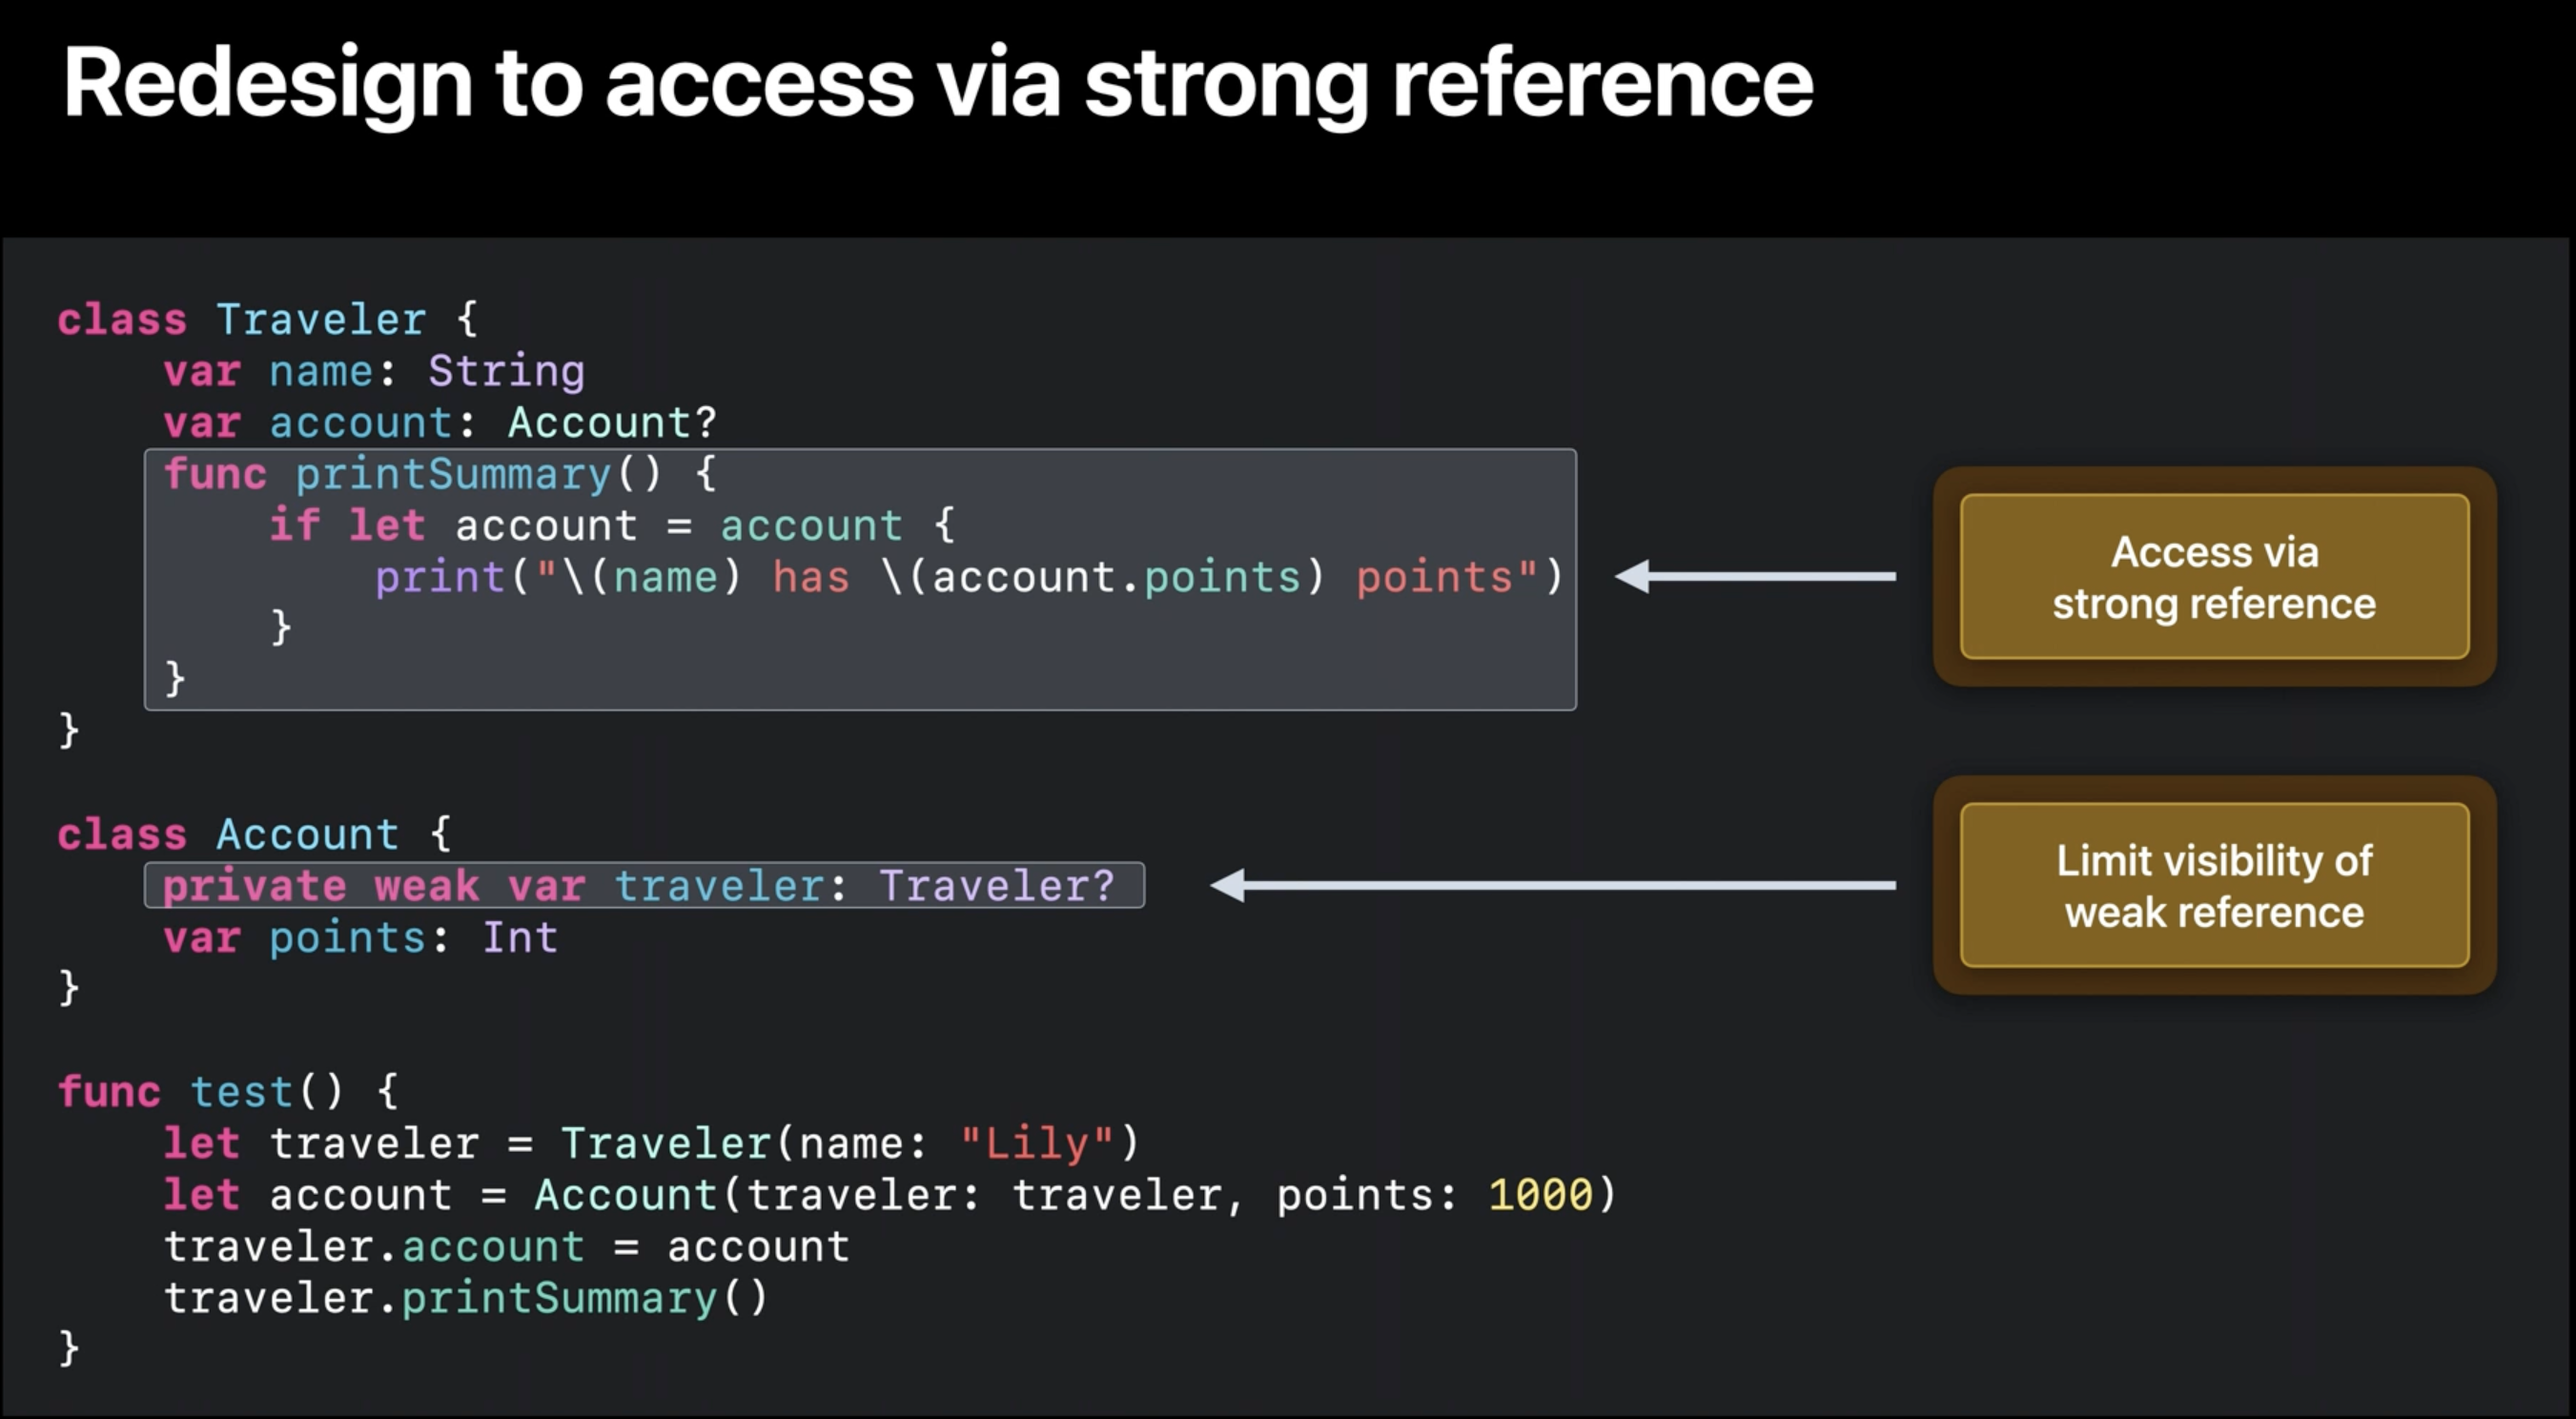 Redesign to access via strong reference
class Traveler {
    var name: String
    var account: Account?
    func printSummary() {
        if let account = account {
            print("\(name) has \(account.points) points")
        }
    }
}
Access via
strong reference
class Account {
    private weak var traveler: Traveler?
    var points: Int
}
Limit visibility of
weak reference
func test() {
    let traveler = Traveler(name: "Lily")
    let account = Account(traveler: traveler, points: 1000)
    traveler.account = account
    traveler.printSummary()
}